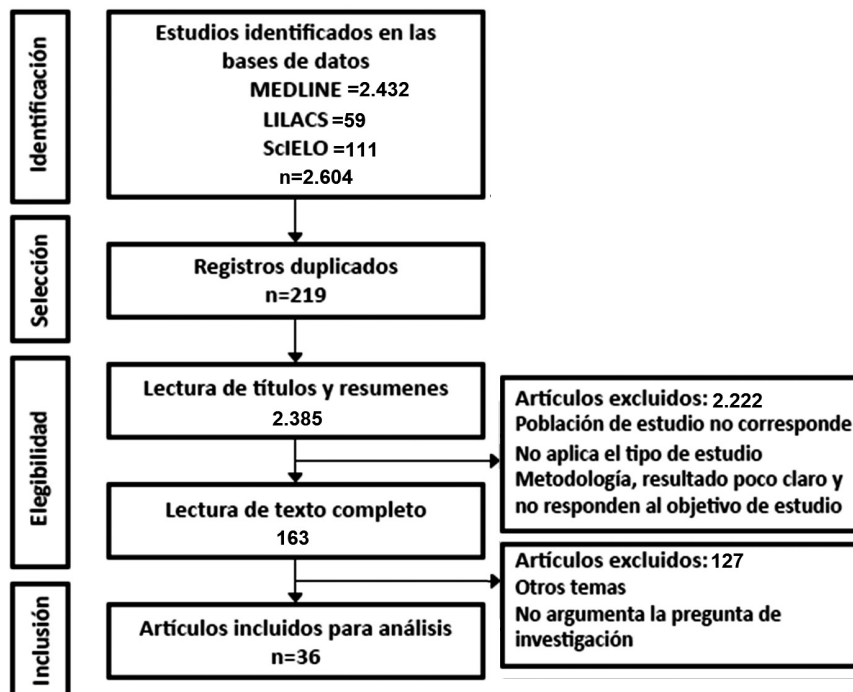 Identificación
Estudios identificados en las
bases de datos
MEDLINE =2.432
LILACS =59
ScIELO =111
n=2.604
Selección
Registros duplicados
n=219
Elegibilidad
Lectura de títulos y resumenes
2.385
Artículos excluidos: 2.222
Población de estudio no corresponde
No aplica el tipo de estudio
Metodología, resultado poco claro y
no responden al objetivo de estudio
Lectura de texto completo
163
Artículos excluidos: 127
Otros temas
No argumenta la pregunta de
investigación
Inclusión
Artículos incluidos para análisis
n=36